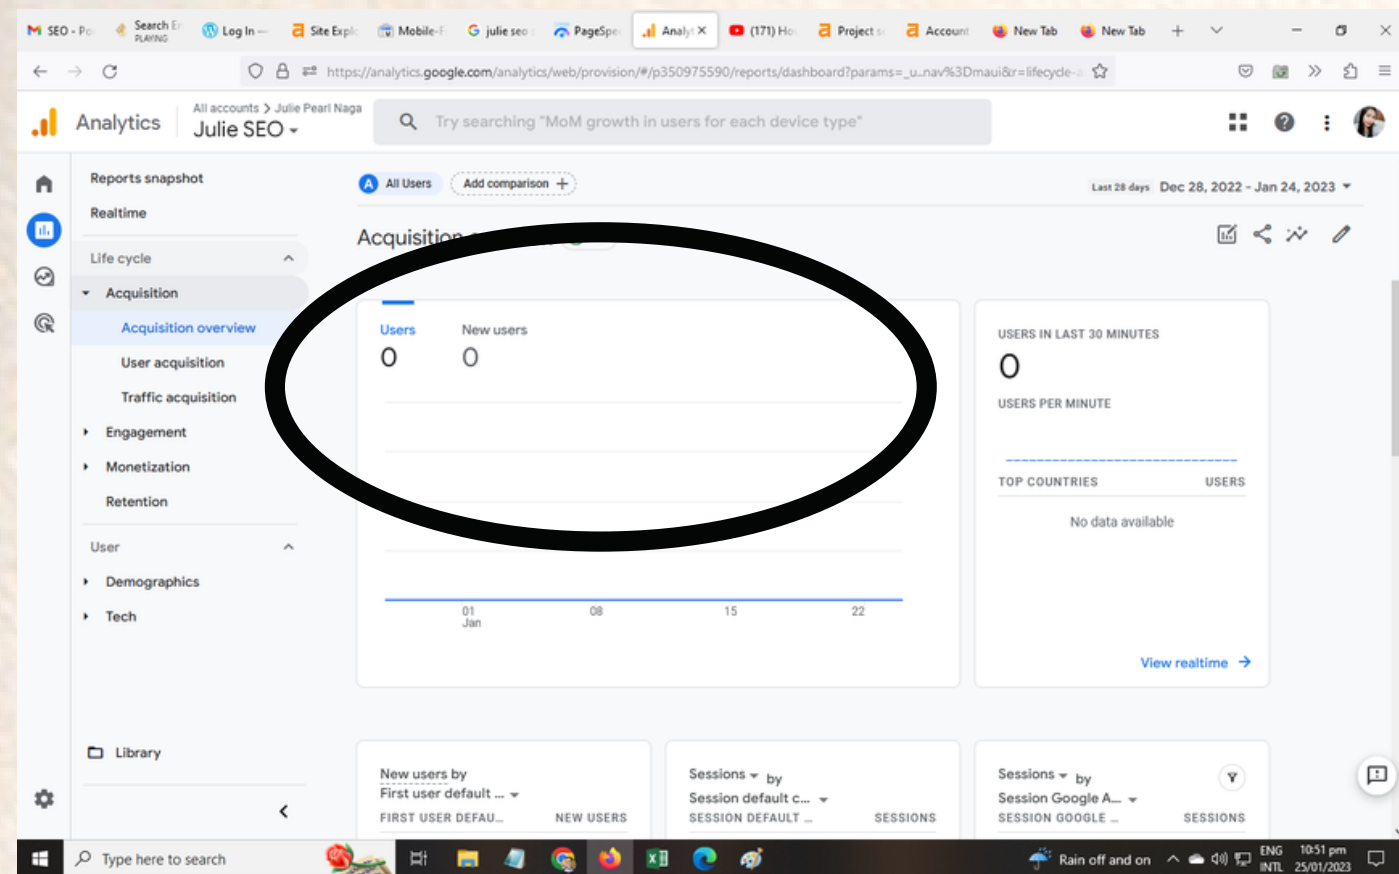 SEO - Po
Search En
PLAYING
Log In —
Site Explo
Mobile-F
julie seo
PageSpee
Analyt
(171) Ho
Project s
Account
New Tab
New Tab
https://analytics.google.com/analytics/web/provision/#/p350975590/reports/dashboard?params=_u..nav%3Dmaui&r=lifecycle-a
Analytics
All accounts > Julie Pearl Naga
Julie SEO
Try searching "MoM growth in users for each device type"
Reports snapshot
Realtime
Life cycle
Acquisition
Acquisition overview
User acquisition
Traffic acquisition
Engagement
Monetization
Retention
User
Demographics
Tech
Library
A All Users
Add comparison +
Last 28 days Dec 28, 2022 - Jan 24, 2023
Acquisition
Users
0
New users
0
01
Jan
08
15
22
USERS IN LAST 30 MINUTES
0
USERS PER MINUTE
TOP COUNTRIES USERS
No data available
View realtime
New users by
First user default ...
FIRST USER DEFAU... NEW USERS
Sessions by
Session default c...
SESSION DEFAULT ... SESSIONS
Sessions by
Session Google A...
SESSION GOOGLE ... SESSIONS
Type here to search
Rain off and on
ENG
INTL
10:51 pm
25/01/2023